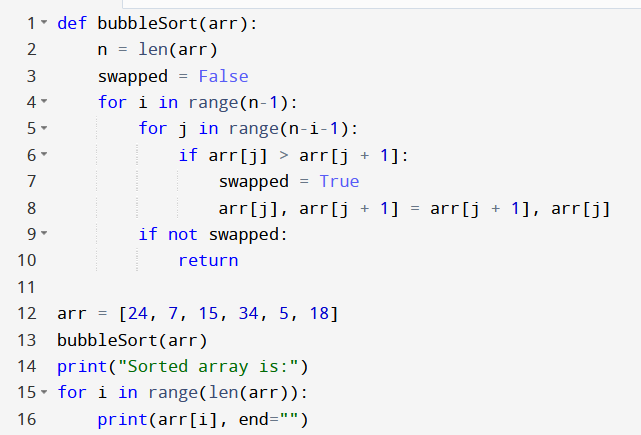 1 def bubbleSort(arr):
2     n = len(arr)
3     swapped = False
4     for i in range(n-1):
5         for j in range(n-i-1):
6             if arr[j] > arr[j + 1]:
7                 swapped = True
8                 arr[j], arr[j + 1] = arr[j + 1], arr[j]
9         if not swapped:
10             return
11
12 arr = [24, 7, 15, 34, 5, 18]
13 bubbleSort(arr)
14 print("Sorted array is:")
15 for i in range(len(arr)):
16     print(arr[i], end="")